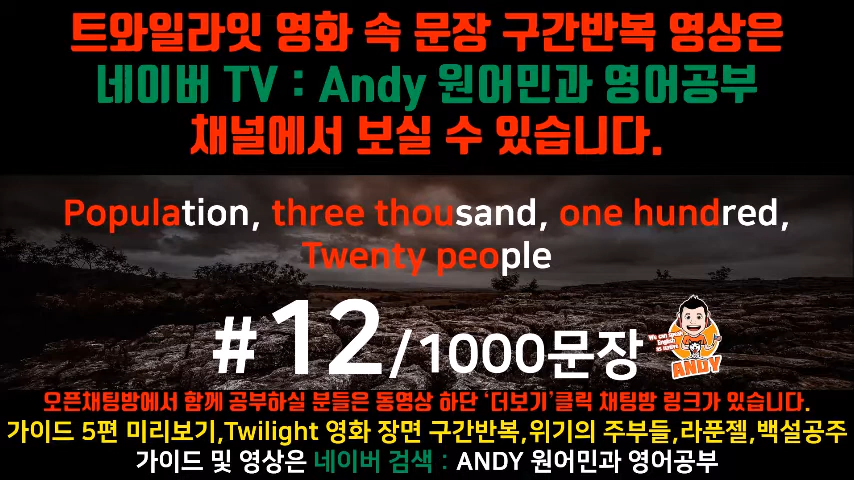 트와일라잇 영화 속 문장 구간반복 영상은
네이버 TV : Andy 원어민과 영어공부
채널에서 보실 수 있습니다.
Population, three thousand, one hundred,
Twenty people
#12/1000문장
We can speak
English
as Native
ANDY
오픈채팅방에서 함께 공부하실 분들은 동영상 하단 '더보기'클릭 채팅방 링크가 있습니다.
가이드 5편 미리보기,Twilight 영화 장면 구간반복,위기의 주부들,라푼젤,백설공주
가이드 및 영상은 네이버 검색 : ANDY 원어민과 영어공부